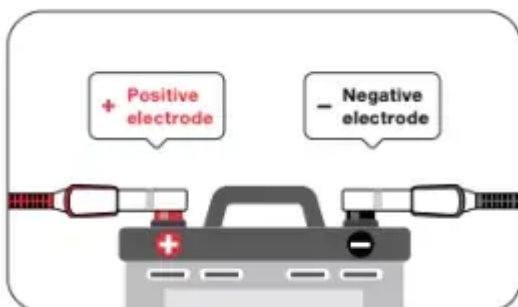 + Positive
electrode
− Negative
electrode
+
−